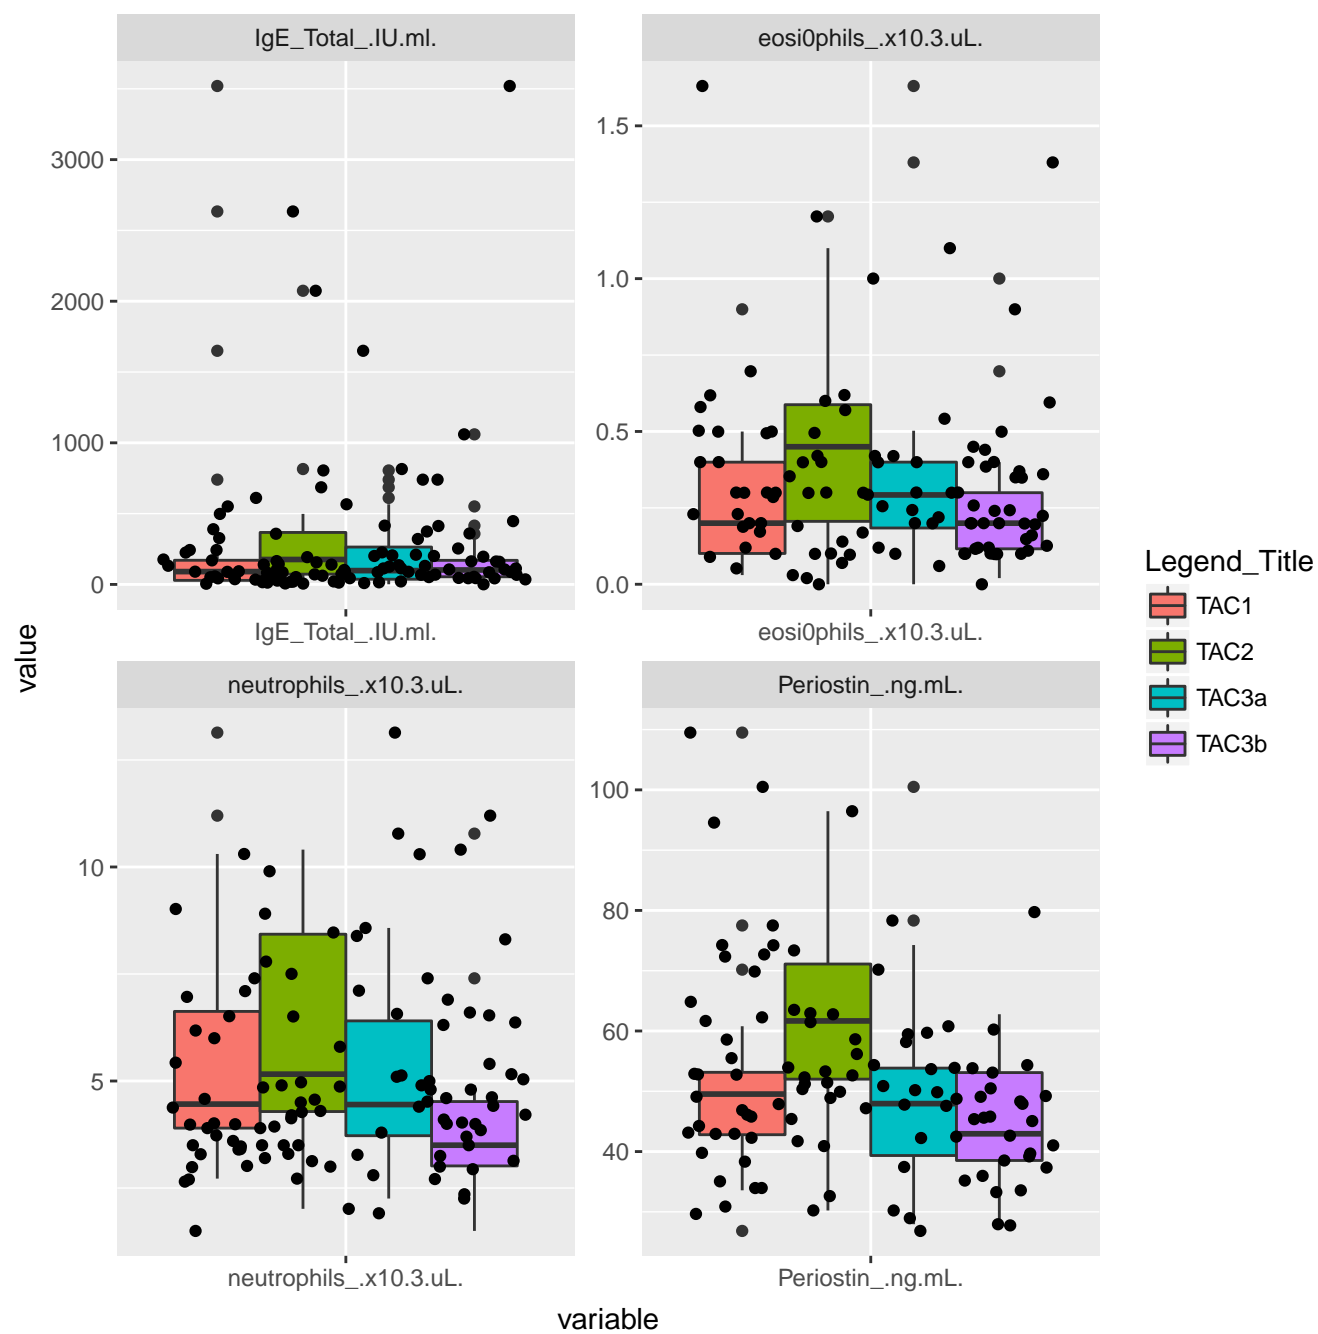 IgE_Total_.IU.ml.
eosi0phils_.x10.3.uL.
3000
2000
1000
0
1.5
1.0
0.5
0.0
IgE_Total_.IU.ml.
eosi0phils_.x10.3.uL.
value
neutrophils_.x10.3.uL.
Periostin_.ng.mL.
10
5
100
80
60
40
neutrophils_.x10.3.uL.
Periostin_.ng.mL.
variable
Legend_Title
TAC1
TAC2
TAC3a
TAC3b